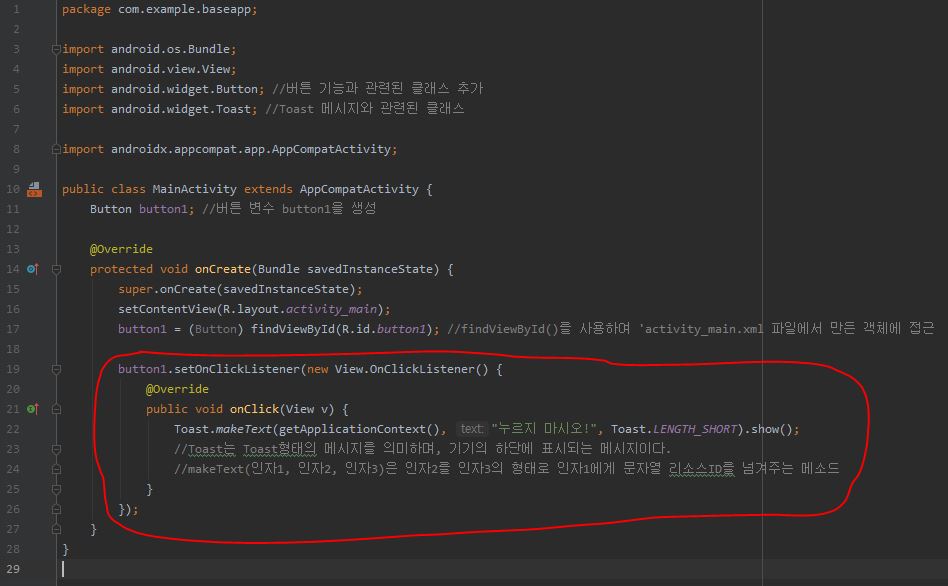 1 package com.example.baseapp;
2
3 import android.os.Bundle;
4 import android.view.View;
5 import android.widget.Button; //버튼 기능과 관련된 클래스 추가
6 import android.widget.Toast; //Toast 메시지와 관련된 클래스
7
8 import androidx.appcompat.app.AppCompatActivity;
9
10 public class MainActivity extends AppCompatActivity {
11 Button button1; //버튼 변수 button1을 생성
12
13 @Override
14 protected void onCreate(Bundle savedInstanceState) {
15 super.onCreate(savedInstanceState);
16 setContentView(R.layout.activity_main);
17 button1 = (Button) findViewById(R.id.button1); //findViewById()를 사용하여 'activity_main.xml 파일에서 만든 객체에 접근
18
19 button1.setOnClickListener(new View.OnClickListener() {
20 @Override
21 public void onClick(View v) {
22 Toast.makeText(getApplicationContext(), text: "누르지 마시오!", Toast.LENGTH_SHORT).show();
23 //Toast는 Toast형태의 메시지를 의미하며, 기기의 하단에 표시되는 메시지이다.
24 //makeText(인자1, 인자2, 인자3)은 인자2를 인자3의 형태로 인자1에게 문자열 리소스ID를 넘겨주는 메소드
25 }
26 });
27 }
28 }
29